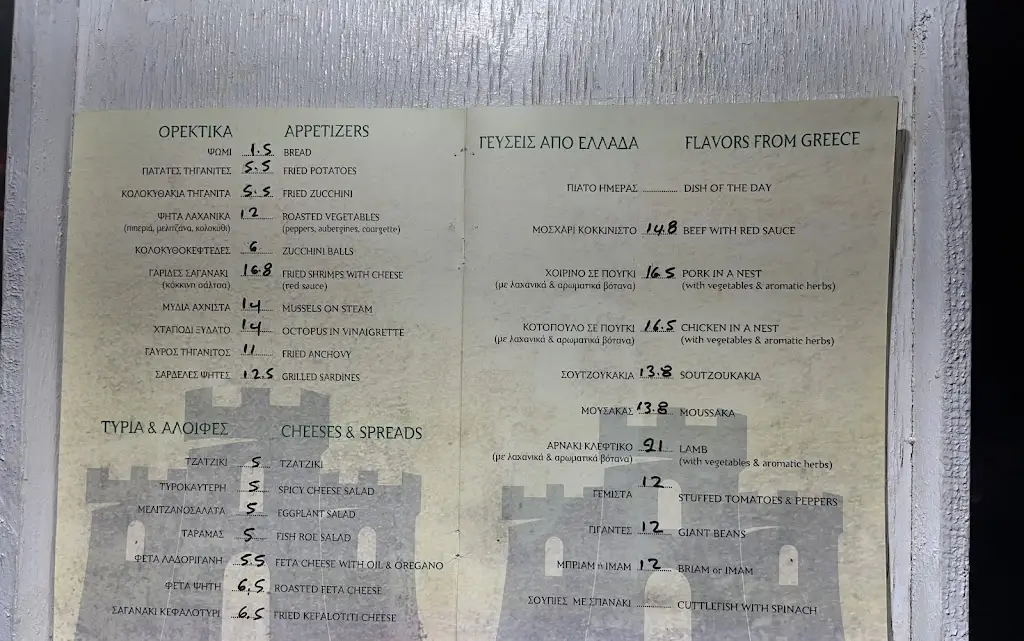 ΟΡΕΚΤΙΚΑ APPETIZERS
ΨΩΜΙ 1.5 BREAD
ΠΑΤΑΤΕΣ ΤΗΓΑΝΙΤΕΣ 5.5 FRIED POTATOES
ΚΟΛΟΚΥΘΑΚΙΑ ΤΗΓΑΝΙΤΑ 5.5 FRIED ZUCCHINI
ΨΗΤΑ ΛΑΧΑΝΙΚΑ 12 ROASTED VEGETABLES
(πιπεριά, μελιτζάνα, κολοκύθι) (peppers, aubergines, courgette)
ΚΟΛΟΚΥΘΟΚΕΦΤΕΔΕΣ 6 ZUCCHINI BALLS
ΓΑΡΙΔΕΣ ΣΑΓΑΝΑΚΙ 16.8 FRIED SHRIMPS WITH CHEESE
(κόκκινη σάλτσα) (red sauce)
ΜΥΔΙΑ ΑΧΝΙΣΤΑ 14 MUSSELS ON STEAM
ΧΤΑΠΟΔΙ ΞΥΔΑΤΟ 14 OCTOPUS IN VINAIGRETTE
ΓΑΥΡΟΣ ΤΗΓΑΝΙΤΟΣ 11 FRIED ANCHOVY
ΣΑΡΔΕΛΕΣ ΨΗΤΕΣ 12.5 GRILLED SARDINES
ΤΥΡΙΑ & ΑΛΟΙΦΕΣ CHEESES & SPREADS
ΤΖΑΤΖΙΚΙ 5 TZATZIKI
ΤΥΡΟΚΑΥΤΕΡΗ 5 SPICY CHEESE SALAD
ΜΕΛΙΤΖΑΝΟΣΑΛΑΤΑ 5 EGGPLANT SALAD
ΤΑΡΑΜΑΣ 5 FISH ROE SALAD
ΦΕΤΑ ΛΑΔΟΡΙΓΑΝΗ 5.5 FETA CHEESE WITH OIL & OREGANO
ΦΕΤΑ ΨΗΤΗ 6.5 ROASTED FETA CHEESE
ΣΑΓΑΝΑΚΙ ΚΕΦΑΛΟΤΥΡΙ 6.5 FRIED KEFALOTITI CHEESE
ΓΕΥΣΕΙΣ ΑΠΟ ΕΛΛΑΔΑ FLAVORS FROM GREECE
ΠΙΑΤΟ ΗΜΕΡΑΣ DISH OF THE DAY
ΜΟΣΧΑΡΙ ΚΟΚΚΙΝΙΣΤΟ 14.8 BEEF WITH RED SAUCE
ΧΟΙΡΙΝΟ ΣΕ ΠΟΥΓΚΙ 16.5 PORK IN A NEST
(με λαχανικά & αρωματικά βότανα) (with vegetables & aromatic herbs)
ΚΟΤΟΠΟΥΛΟ ΣΕ ΠΟΥΓΚΙ 16.5 CHICKEN IN A NEST
(με λαχανικά & αρωματικά βότανα) (with vegetables & aromatic herbs)
ΣΟΥΤΖΟΥΚΑΚΙΑ 13.8 SOUTZOUKAKIA
ΜΟΥΣΑΚΑΣ 13.8 MOUSSAKA
ΑΡΝΑΚΙ ΚΛΕΦΤΙΚΟ 21 LAMB
(με λαχανικά & αρωματικά βότανα) (with vegetables & aromatic herbs)
ΓΕΜΙΣΤΑ 12 STUFFED TOMATOES & PEPPERS
ΓΙΓΑΝΤΕΣ 12 GIANT BEANS
ΜΠΡΙΑΜ η ΙΜΑΜ 12 BRIAM or IMAM
ΣΟΥΠΙΕΣ ΜΕ ΣΠΑΝΑΚΙ CUTTLEFISH WITH SPINACH